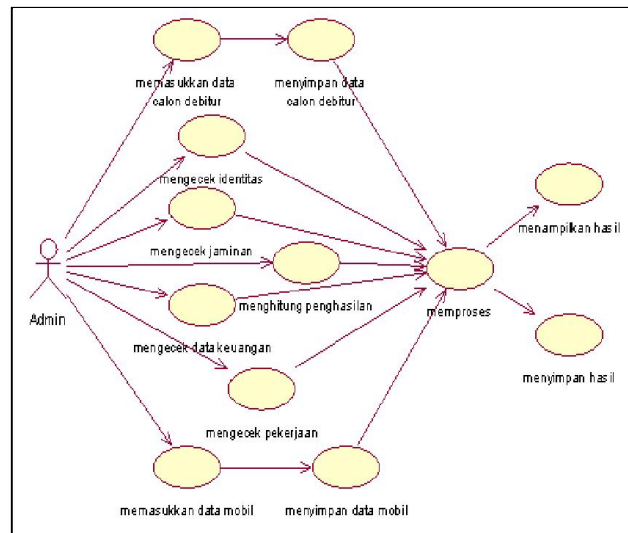 memasukkan data
calon debitur
menyimpan data
calon debitur
mengecek identitas
mengecek jaminan
menghitung penghasilan
mengecek data keuangan
mengecek pekerjaan
memasukkan data mobil
menyimpan data mobil
Admin
memproses
menampilkan hasil
menyimpan hasil